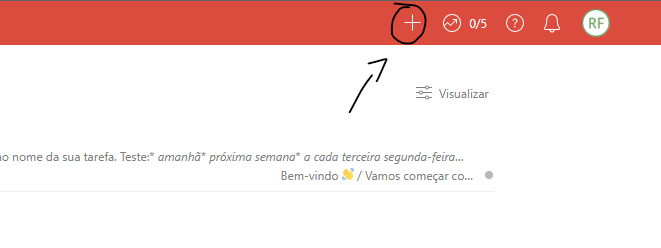 0/5 RF
Visualizar
no nome da sua tarefa. Teste:* amanhã* próxima semana* a cada terceira segunda-feira...
Bem-vindo 👋 / Vamos começar co...